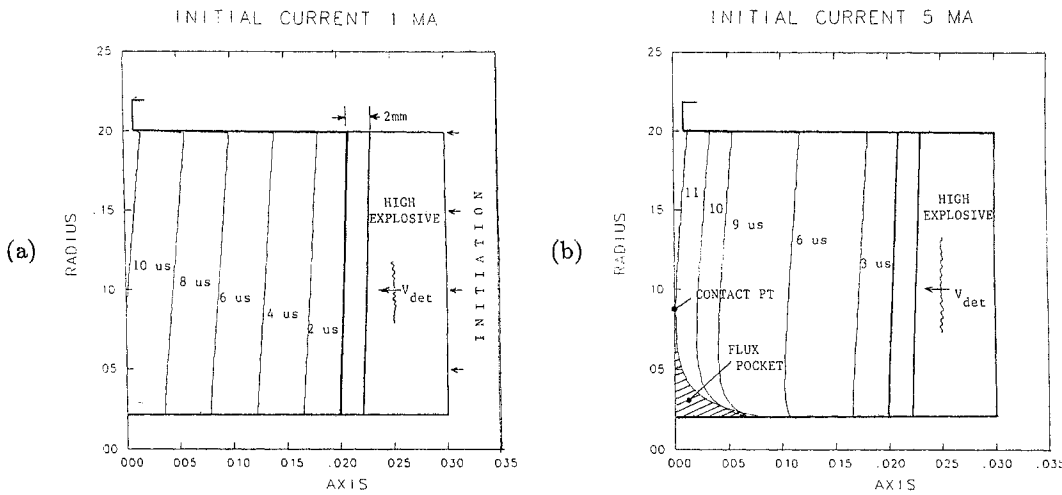 INITIAL CURRENT 1 MA
25
20
.15
10
05
00
RADIUS
2mm
HIGH
EXPLOSIVE
V det
INITIATION
10 us
8 us
6 us
4 us
2 us
000 .005 .010 .015 .020 .025 .030 .035
AXIS
(a)
INITIAL CURRENT 5 MA
25
20
0.15
10
05
00
RADIUS
11
10
9 us
6 us
3 us
HIGH
EXPLOSIVE
V det
CONTACT PT
FLUX
POCKET
.000 .005 .010 .015 .020 .025 .030 .035
AXIS
(b)